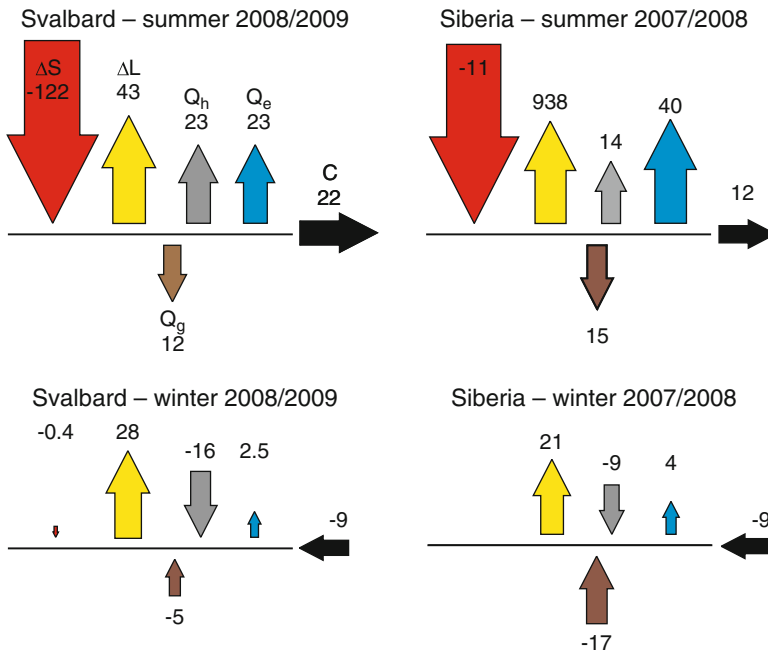 Svalbard – summer 2008/2009
ΔS
-122
ΔL
43
Qh
23
Qe
23
C
22
Qg
12
Siberia – summer 2007/2008
-11
938
14
40
12
15
Svalbard – winter 2008/2009
-0.4
28
-16
2.5
-9
-5
Siberia – winter 2007/2008
21
-9
4
-9
-17